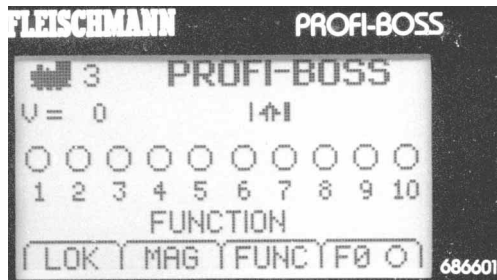 FLEISCHMANN PROFI-BOSS
3 PROFI-BOSS
V= 0
1 2 3 4 5 6 7 8 9 10
FUNCTION
LOK MAG FUNC F0
686601